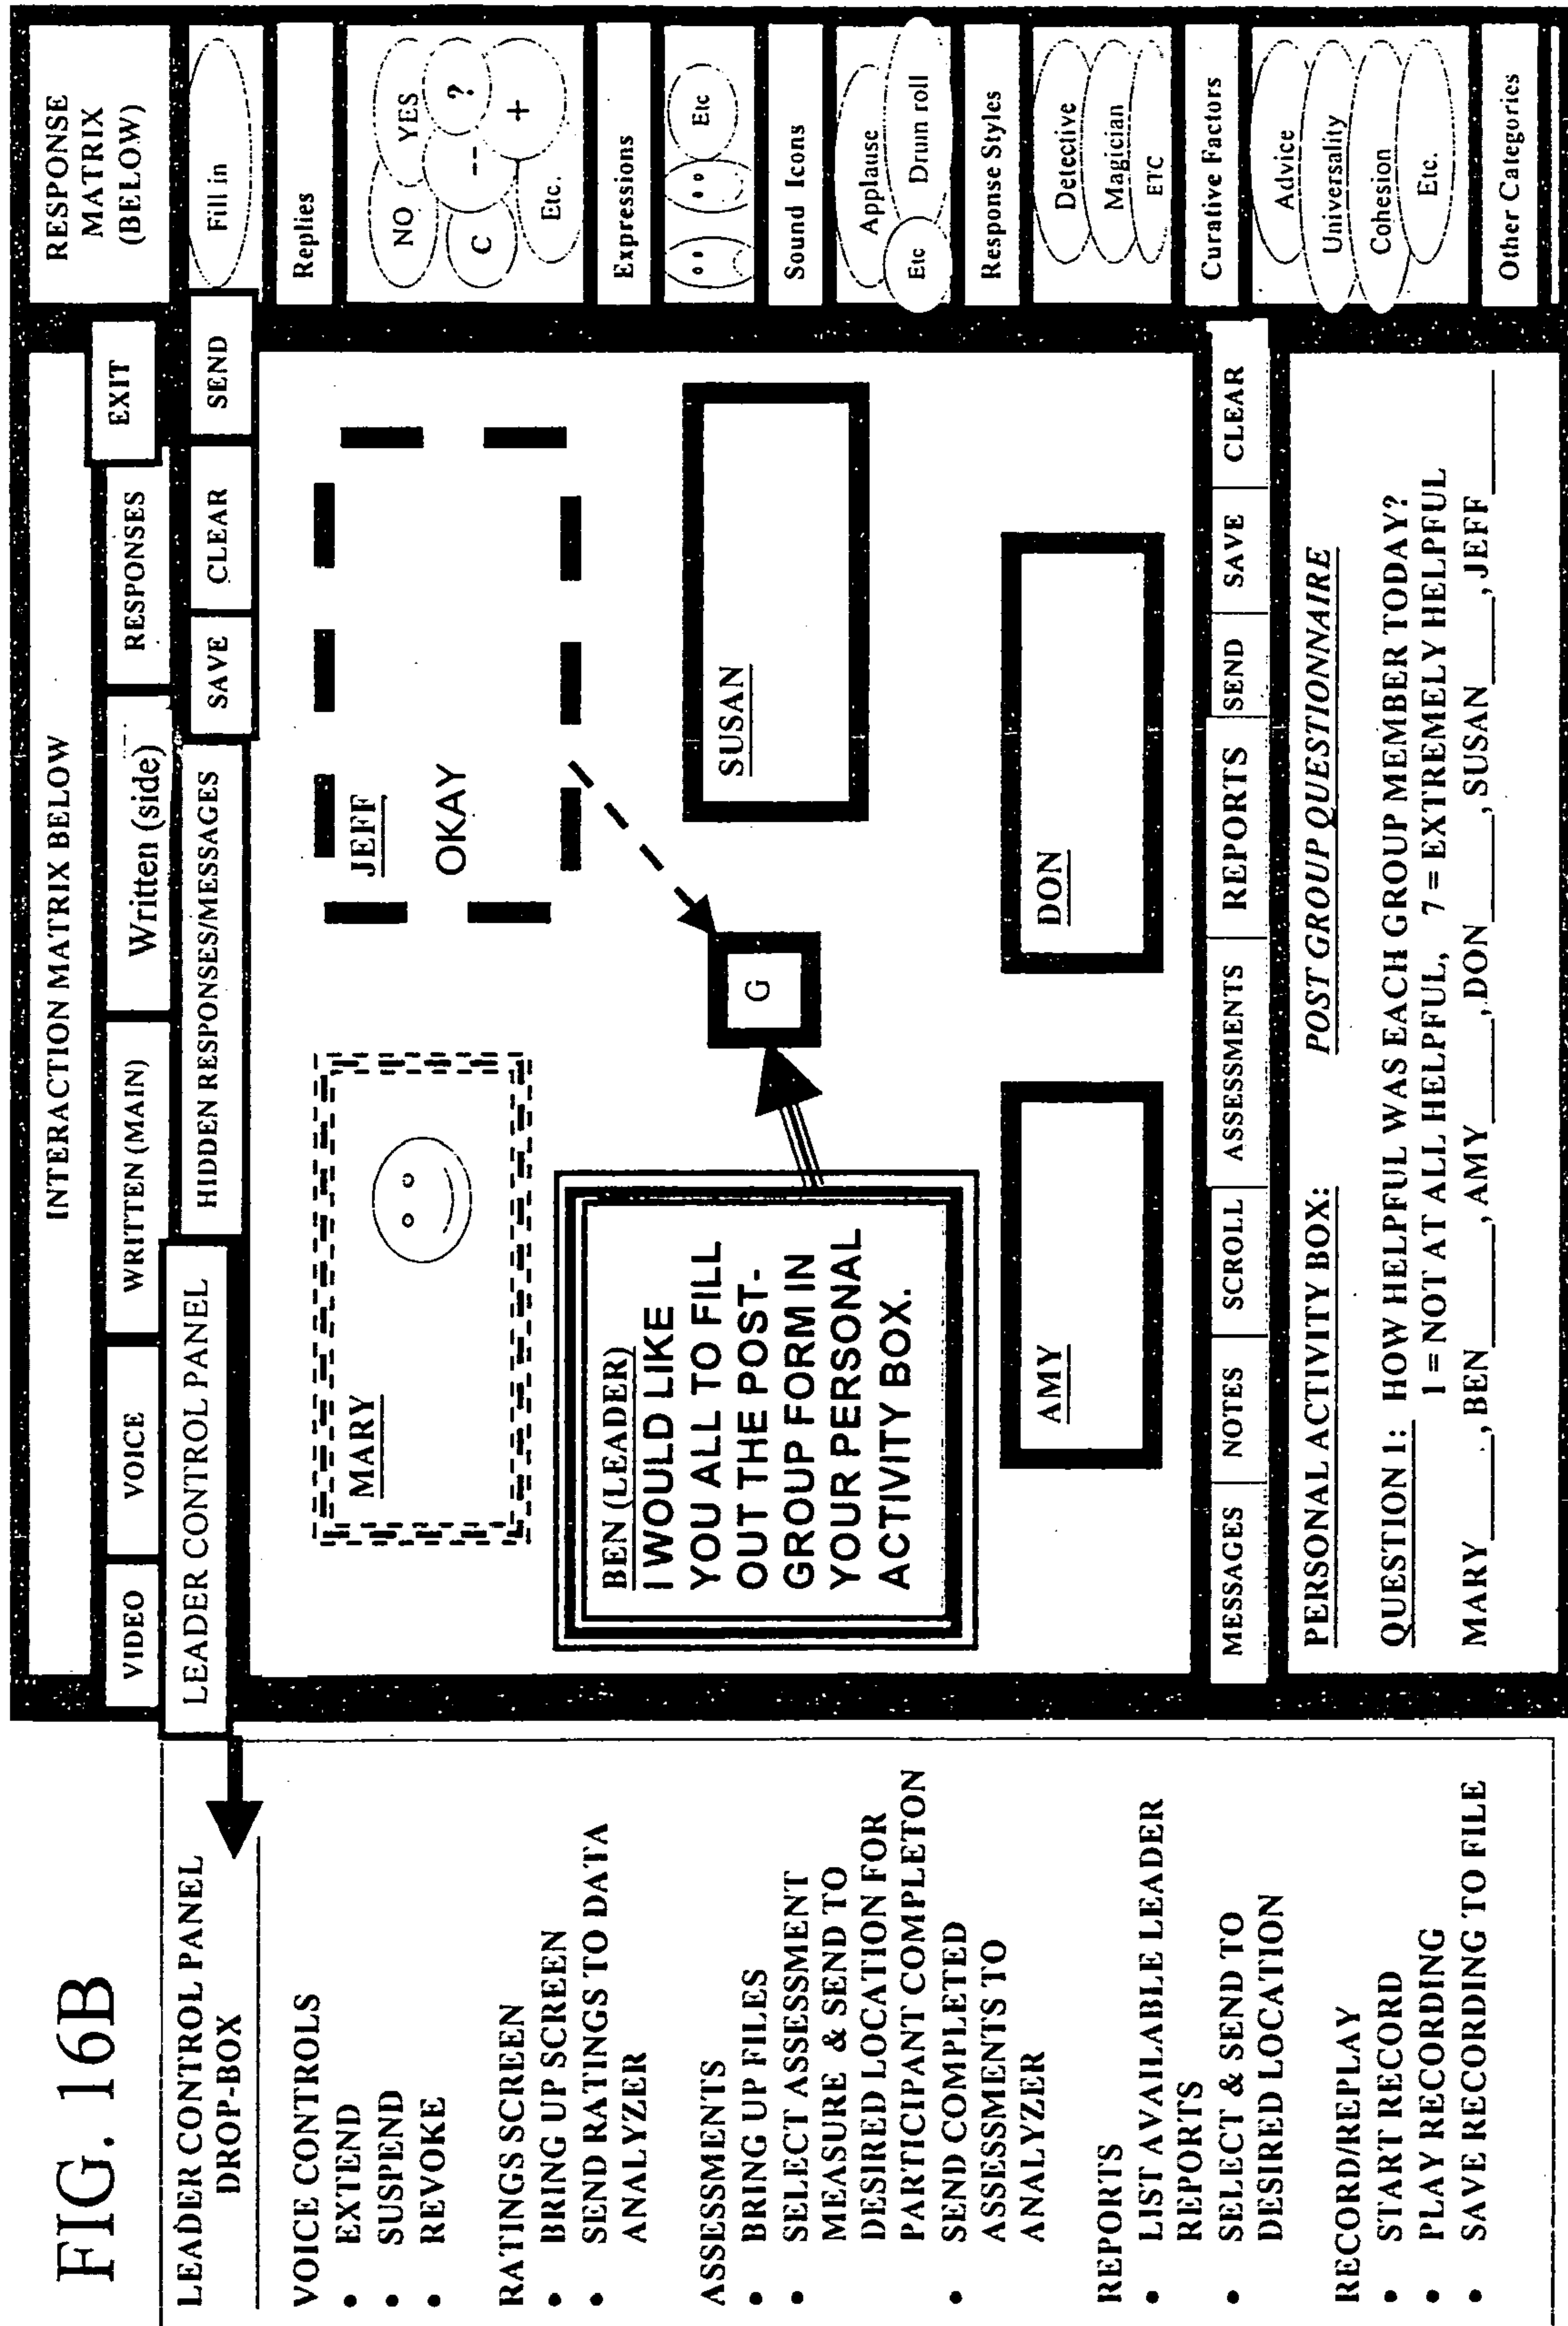 FIG. 16B
LEADER CONTROL PANEL
DROP-BOX
VOICE CONTROLS
• EXTEND
• SUSPEND
• REVOKE
RATINGS SCREEN
• BRING UP SCREEN
• SEND RATINGS TO DATA
ANALYZER
ASSESSMENTS
• BRING UP FILES
• SELECT ASSESSMENT
MEASURE & SEND TO
DESIRED LOCATION FOR
PARTICIPANT COMPLETON
• SEND COMPLETED
ASSESSMENTS TO
ANALYZER
REPORTS
• LIST AVAILABLE LEADER
REPORTS
• SELECT & SEND TO
DESIRED LOCATION
RECORD/REPLAY
• START RECORD
• PLAY RECORDING
• SAVE RECORDING TO FILE
INTERACTION MATRIX BELOW
VIDEO VOICE WRITTEN (MAIN) Written (side) RESPONSES EXIT
LEADER CONTROL PANEL HIDDEN RESPONSES/MESSAGES SAVE CLEAR SEND
MARY
JEFF
OKAY
BEN (LEADER)
I WOULD LIKE
YOU ALL TO FILL
OUT THE POST-
GROUP FORM IN
YOUR PERSONAL
ACTIVITY BOX.
G
SUSAN
AMY
DON
MESSAGES NOTES SCROLL ASSESSMENTS REPORTS SEND SAVE CLEAR
PERSONAL ACTIVITY BOX: POST GROUP QUESTIONNAIRE
QUESTION 1: HOW HELPFUL WAS EACH GROUP MEMBER TODAY?
1 = NOT AT ALL HELPFUL, 7 = EXTREMELY HELPFUL
MARY____, BEN____, AMY____, DON____, SUSAN____, JEFF____
RESPONSE
MATRIX
(BELOW)
Fill in
Replies
NO YES
C -- ?
Etc. +
Expressions
Etc
Sound Icons
Applause
Etc Drum roll
Response Styles
Detective
Magician
ETC
Curative Factors
Advice
Universality
Cohesion
Etc.
Other Categories